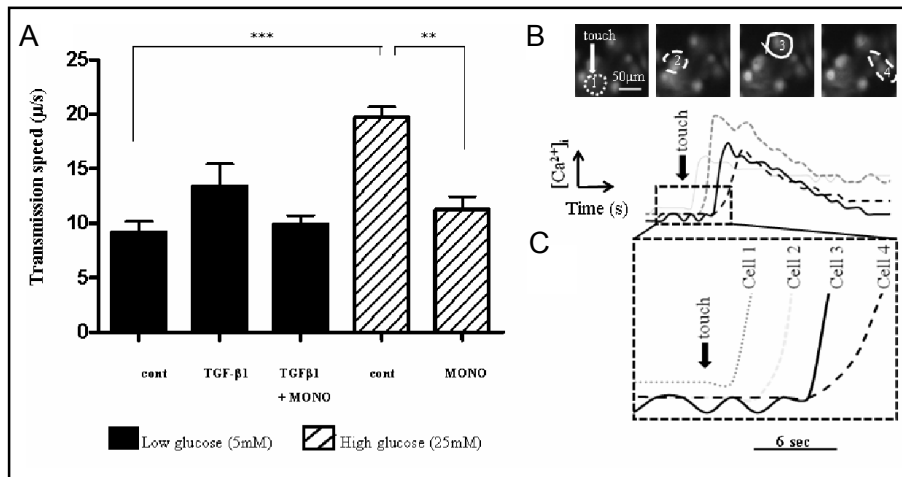 A
Transmission speed (μ/s)
25
20
15
10
5
0
***
**
cont
TGF-β1
TGFβ1
+ MONO
cont
MONO
Low glucose (5mM)
High glucose (25mM)
B
touch
1
50μm
2
3
4
touch
[Ca²⁺]i
Time (s)
C
touch
Cell 1
Cell 2
Cell 3
Cell 4
6 sec